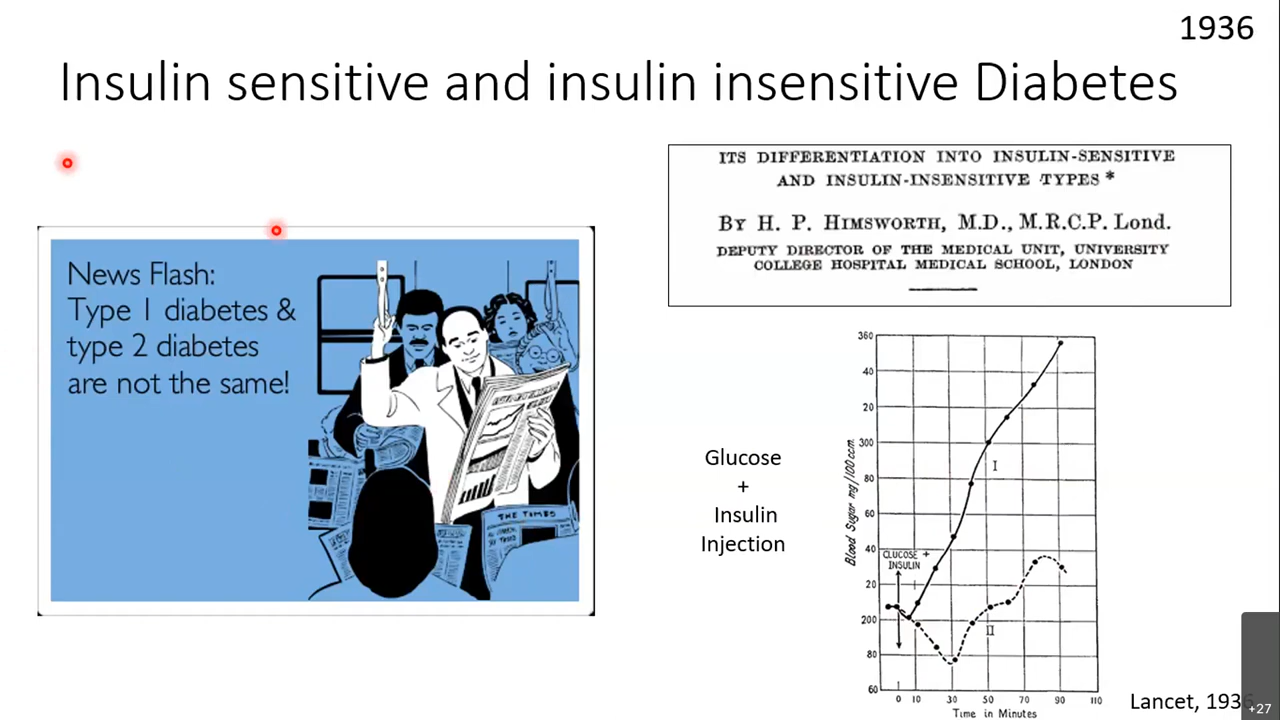 1936
Insulin sensitive and insulin insensitive Diabetes
ITS DIFFERENTIATION INTO INSULIN-SENSITIVE
AND INSULIN-INSENSITIVE TYPES *
BY H. P. HIMSWORTH, M.D., M.R.C.P. Lond.
DEPUTY DIRECTOR OF THE MEDICAL UNIT, UNIVERSITY
COLLEGE HOSPITAL MEDICAL SCHOOL, LONDON
News Flash:
Type 1 diabetes &
type 2 diabetes
are not the same!
THE TIMES
Glucose
+
Insulin
Injection
Blood Sugar mg/100 ccm.
360
40
20
300
80
60
40
20
200
80
60
GLUCOSE +
INSULIN
I
II
0 10 30 50 70 90 110
Time in Minutes
Lancet, 193
+27